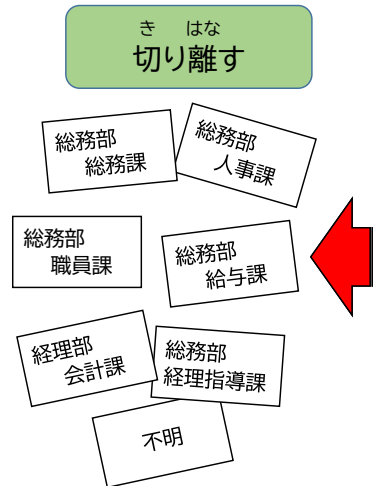 き はな
切り離す
総務部
総務課
総務部
人事課
総務部
職員課
総務部
給与課
経理部
会計課
総務部
経理指導課
不明